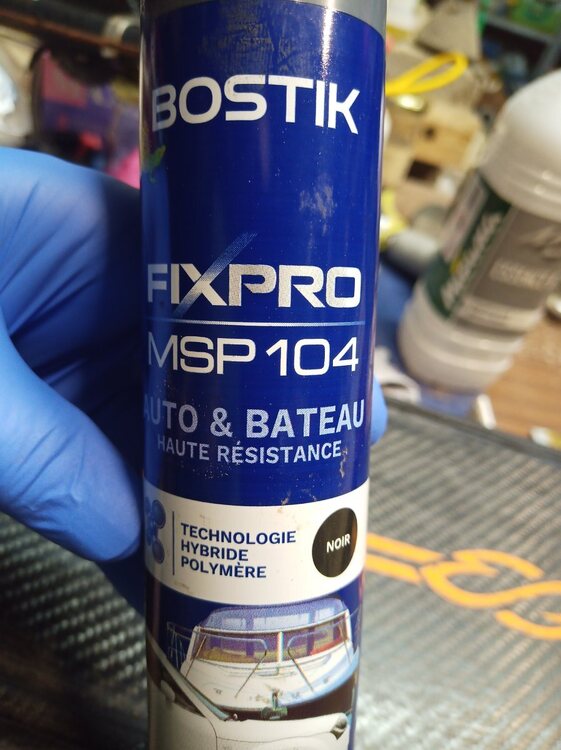 BOSTIK
FIXPRO
MSP 104
AUTO & BATEAU
HAUTE RÉSISTANCE
TECHNOLOGIE
HYBRIDE
POLYMÈRE
NOIR